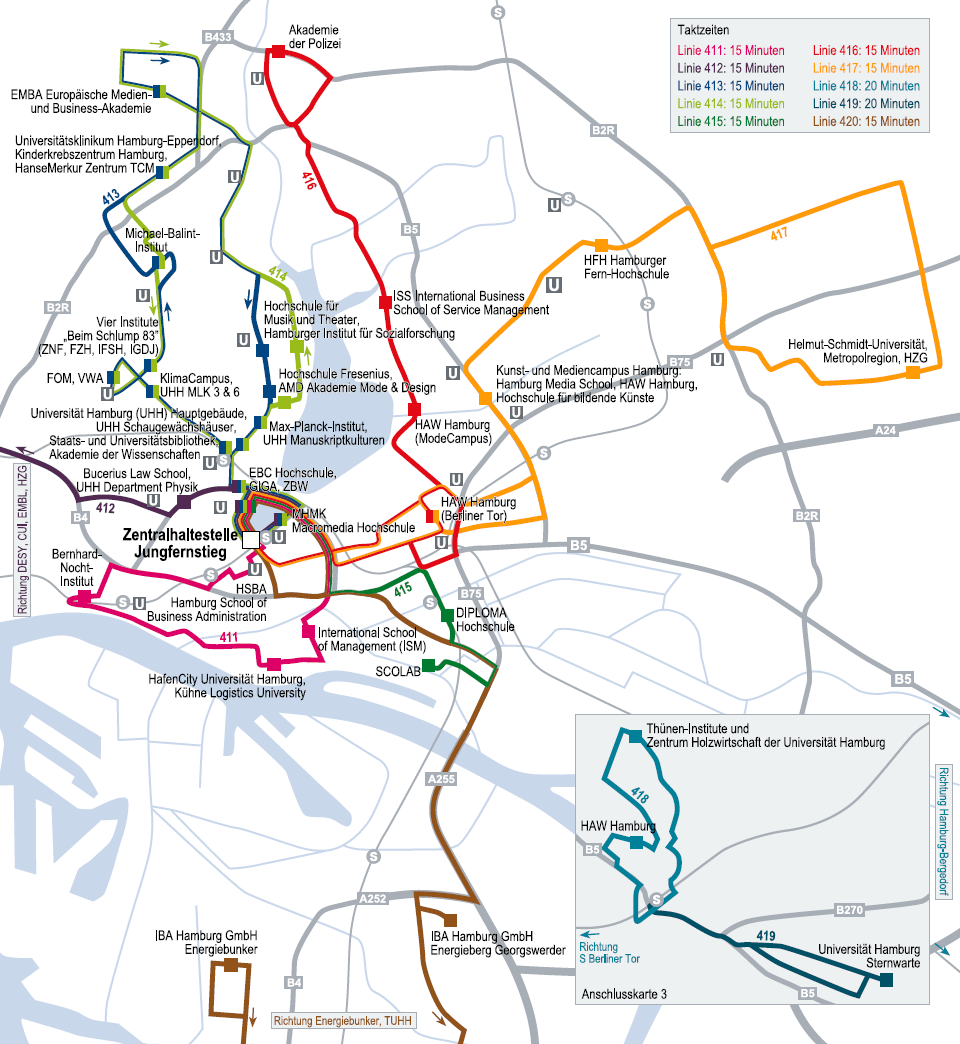 Akademie
der Polizei
B433
S
Taktzeiten
Linie 411: 15 Minuten
Linie 412: 15 Minuten
Linie 413: 15 Minuten
Linie 414: 15 Minuten
Linie 415: 15 Minuten
Linie 416: 15 Minuten
Linie 417: 15 Minuten
Linie 418: 20 Minuten
Linie 419: 20 Minuten
Linie 420: 15 Minuten
U
EMBA Europäische Medien-
und Business-Akademie
B2R
Universitätsklinikum Hamburg-Eppendorf,
Kinderkrebszentrum Hamburg,
HanseMerkur Zentrum TCM
U
416
413
S
U
B5
Michael-Balint-
Institut
417
U
414
HFH Hamburger
Fern-Hochschule
U
U
B2R
ISS International Business
School of Service Management
S
Hochschule für
Musik und Theater,
Hamburger Institut für Sozialforschung
Vier Institute
„Beim Schlump 83"
(ZNF, FZH, IFSH, IGDJ)
U
Helmut-Schmidt-Universität,
Metropolregion, HZG
U
B75
FOM, VWA
U
KlimaCampus,
UHH MLK 3 & 6
Hochschule Fresenius,
AMD Akademie Mode & Design
U
Kunst- und Mediencampus Hamburg:
Hamburg Media School, HAW Hamburg,
Hochschule für bildende Künste
U
Universität Hamburg (UHH) Hauptgebäude,
UHH Schaugewächshäuser,
Staats- und Universitätsbibliothek,
Akademie der Wissenschaften
Max-Planck-Institut,
UHH Manuskriptkulturen
HAW Hamburg
(ModeCampus)
A24
U
S
S
Bucerius Law School,
UHH Department Physik
EBC Hochschule,
GIGA, ZBW
S
U
412
U
U
HAW Hamburg
(Berliner Tor)
B4
MHMK
Macromedia Hochschule
B2R
Richtung DESY, CUI, EMBL, HZG
Zentralhaltestelle
Jungfernstieg
S
U
U
B5
Bernhard-
Nocht-
Institut
S
U
HSBA
Hamburg School of
Business Administration
415
B75
S
U
S
DIPLOMA
Hochschule
411
International School
of Management (ISM)
SCOLAB
HafenCity Universität Hamburg,
Kühne Logistics University
B5
Thünen-Institute und
Zentrum Holzwirtschaft der Universität Hamburg
A255
418
Richtung Hamburg-Bergedorf
HAW Hamburg
B5
S
A252
S
B270
IBA Hamburg GmbH
Energiebunker
IBA Hamburg GmbH
Energieberg Georgswerder
419
Richtung
S Berliner Tor
Universität Hamburg
Sternwarte
B4
B5
Anschlusskarte 3
Richtung Energiebunker, TUHH